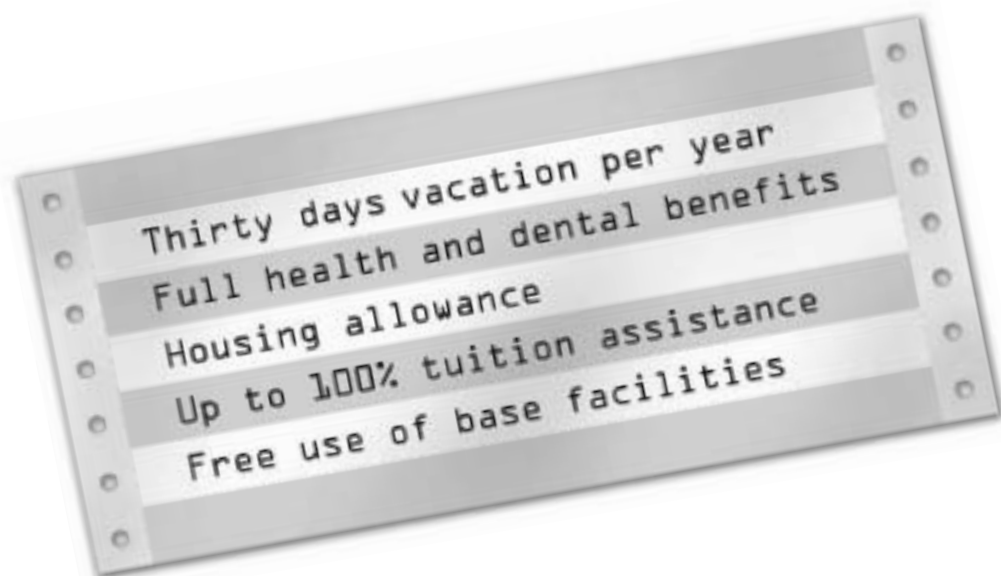 Thirty days vacation per year
Full health and dental benefits
Housing allowance
Up to 100% tuition assistance
Free use of base facilities